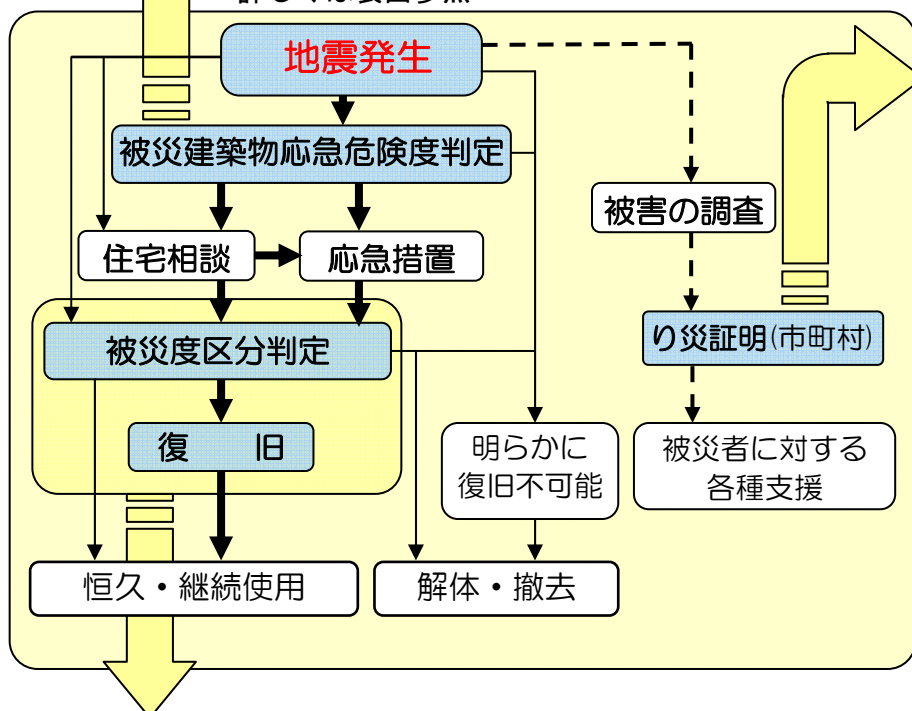 地震発生
被災建築物応急危険度判定
被害の調査
住宅相談
応急措置
被災度区分判定
り災証明(市町村)
復　旧
明らかに
復旧不可能
被災者に対する
各種支援
恒久・継続使用
解体・撤去